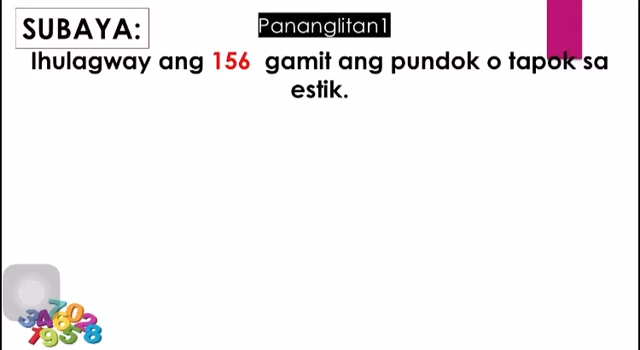 SUBAYA:
Pananglitan1
Ihulagway ang 156 gamit ang pundok o tapok sa
estik.